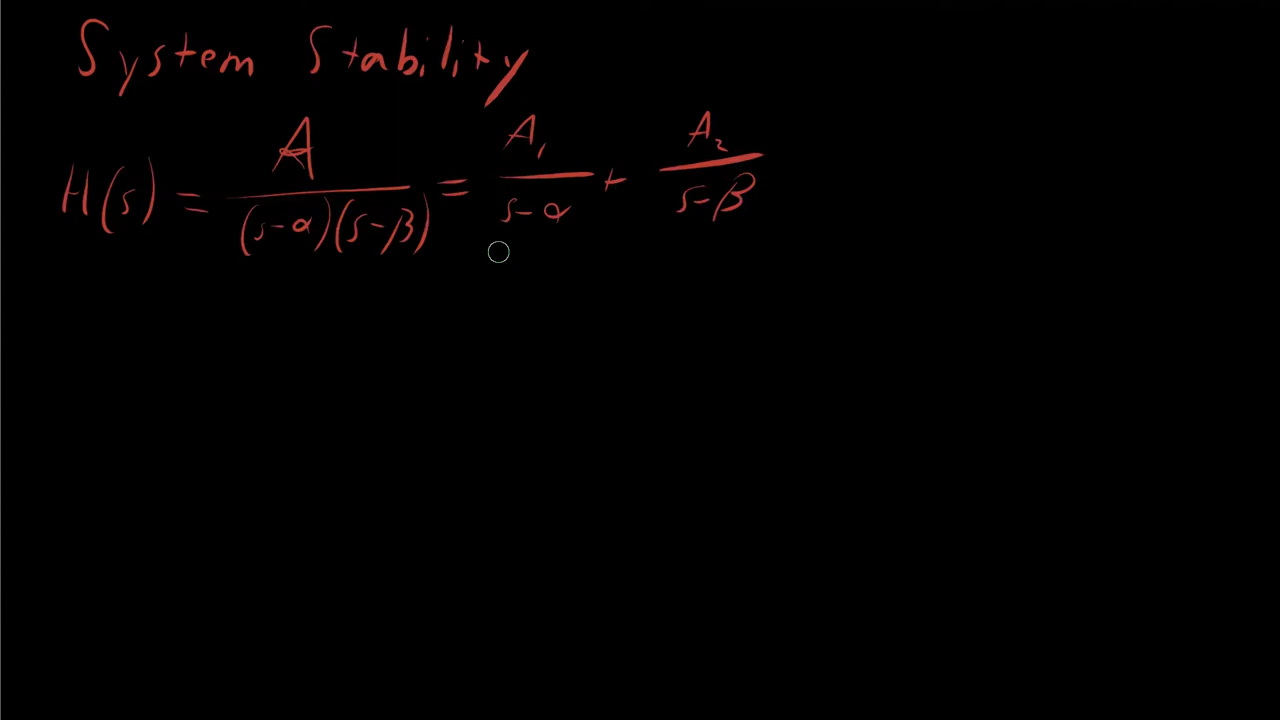 System Stability
H(s) = A/((s-α)(s-β)) = A₁/(s-α) + A₂/(s-β)